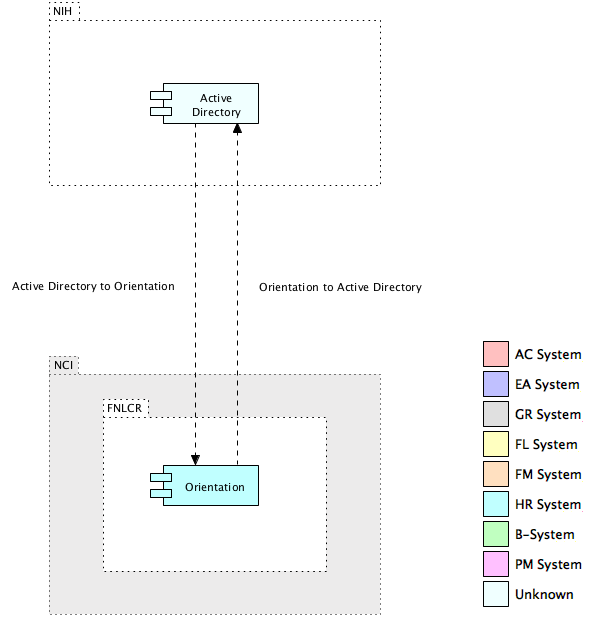 NIH
Active
Directory
Active Directory to Orientation
Orientation to Active Directory
NCI
FNLCR
Orientation
AC System
EA System
GR System
FL System
FM System
HR System
B-System
PM System
Unknown